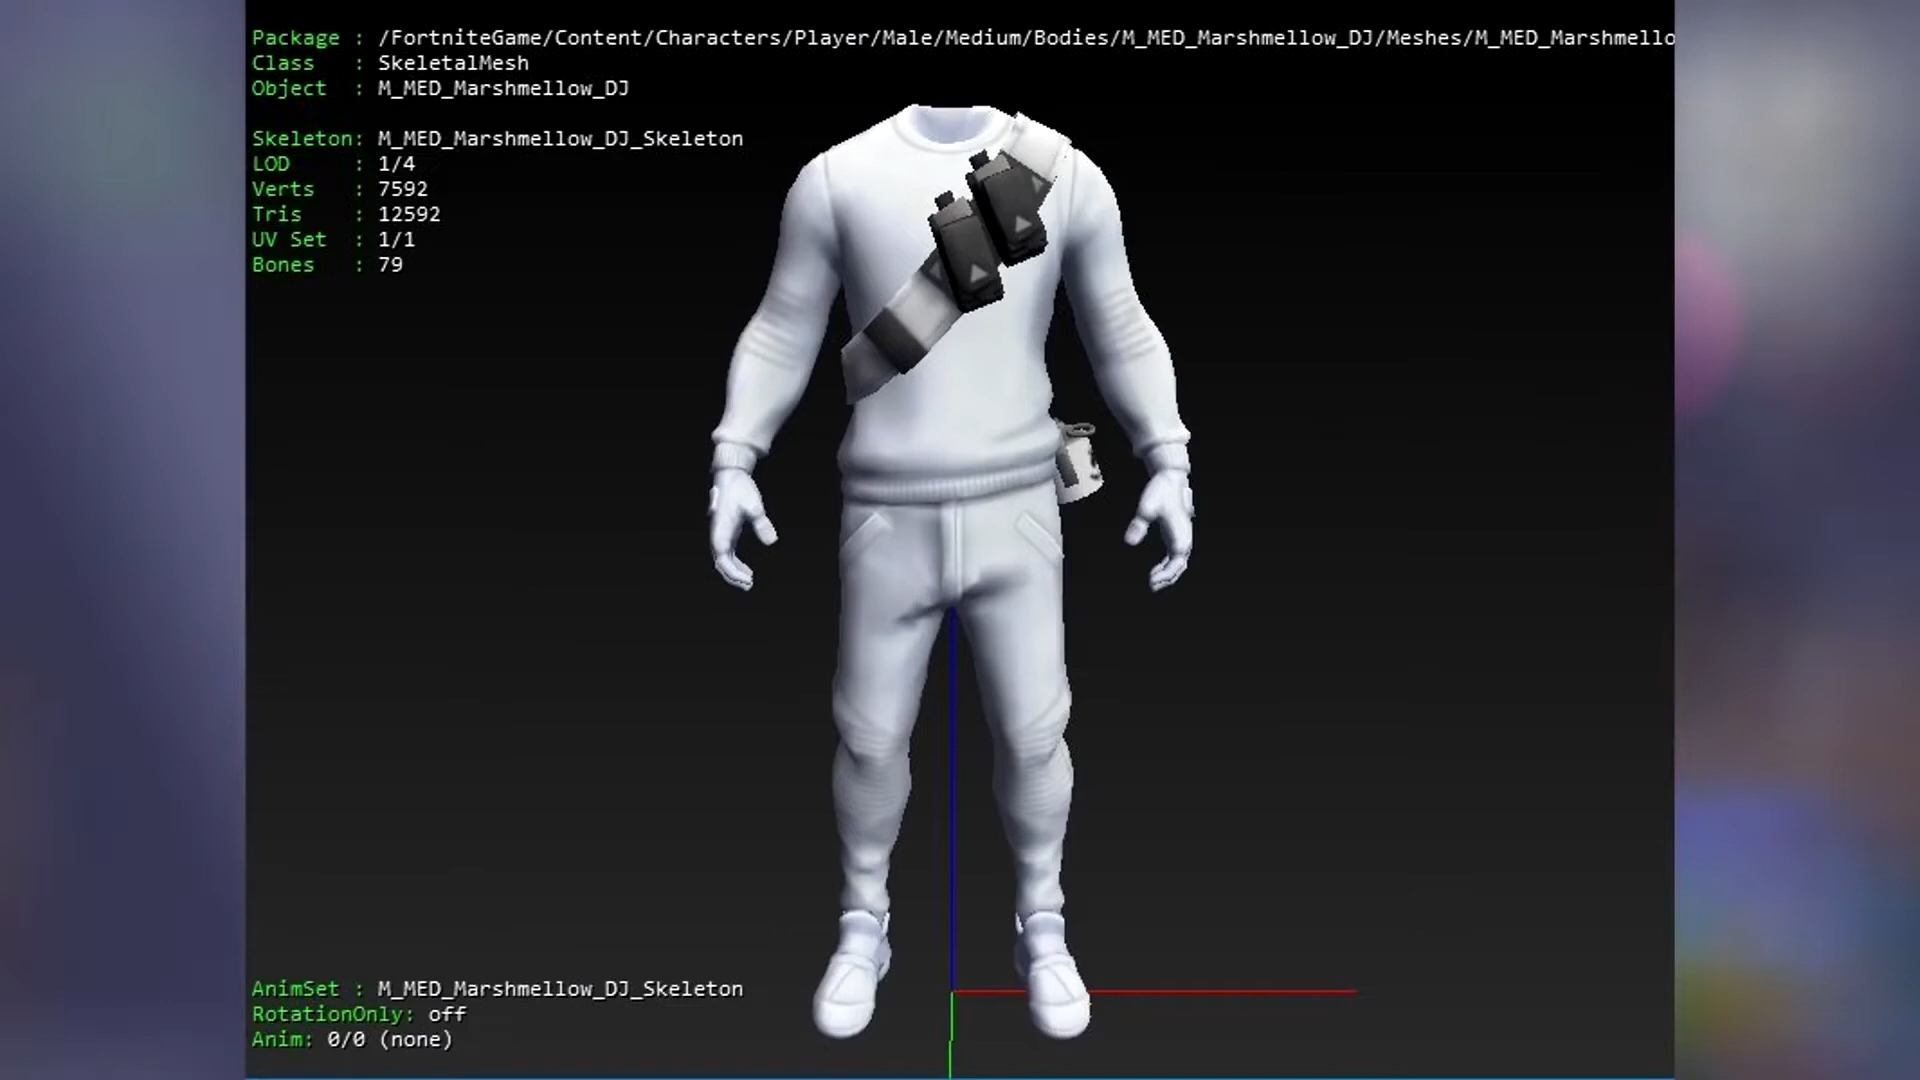 Package : /FortniteGame/Content/Characters/Player/Male/Medium/Bodies/M_MED_Marshmellow_DJ/Meshes/M_MED_Marshmello
Class : SkeletalMesh
Object : M_MED_Marshmellow_DJ
Skeleton: M_MED_Marshmellow_DJ_Skeleton
LOD : 1/4
Verts : 7592
Tris : 12592
UV Set : 1/1
Bones : 79
AnimSet : M_MED_Marshmellow_DJ_Skeleton
RotationOnly: off
Anim: 0/0 (none)